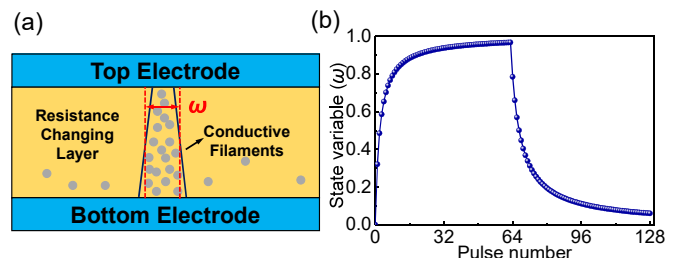 (a)
Top Electrode
Resistance
Changing
Layer
ω
Conductive
Filaments
Bottom Electrode
(b)
State variable (ω)
1.0
0.8
0.6
0.4
0.2
0.0
0 32 64 96 128
Pulse number